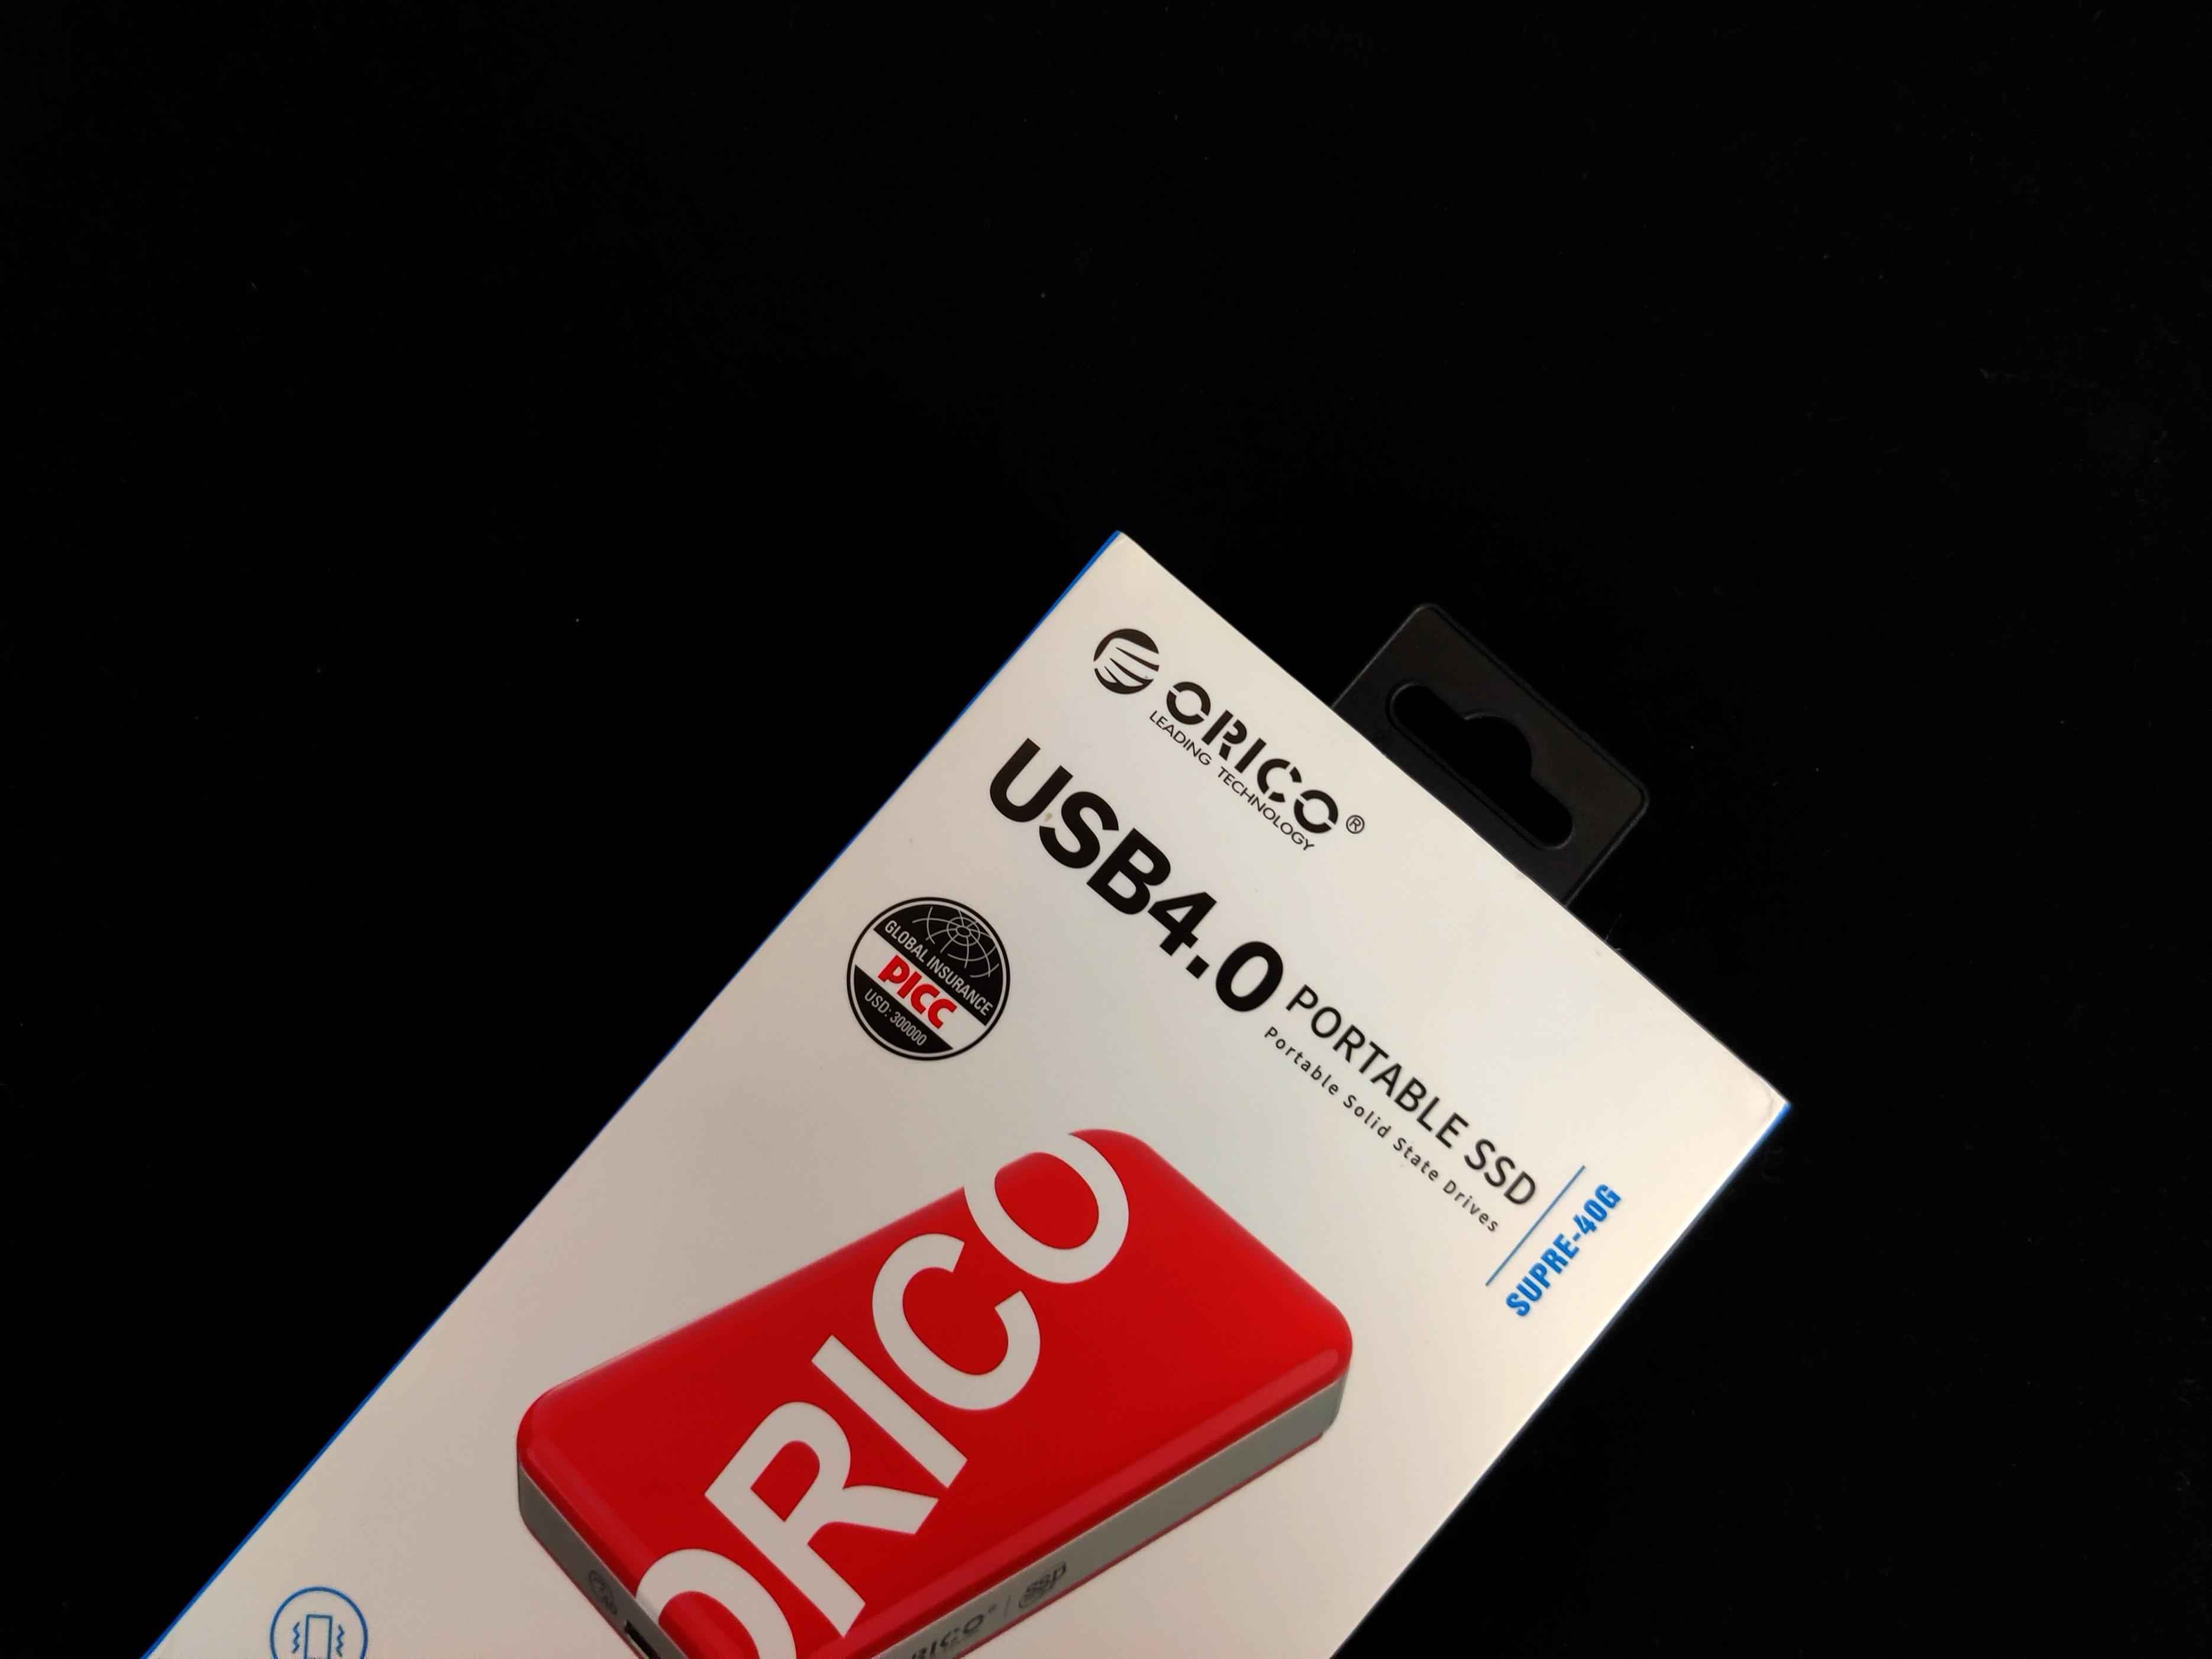 ORICO®
LEADING TECHNOLOGY
USB4.0 PORTABLE SSD
Portable Solid State Drives
SUPRE-40G
GLOBAL INSURANCE
PICC
USD: 300000
ORICO
SSD